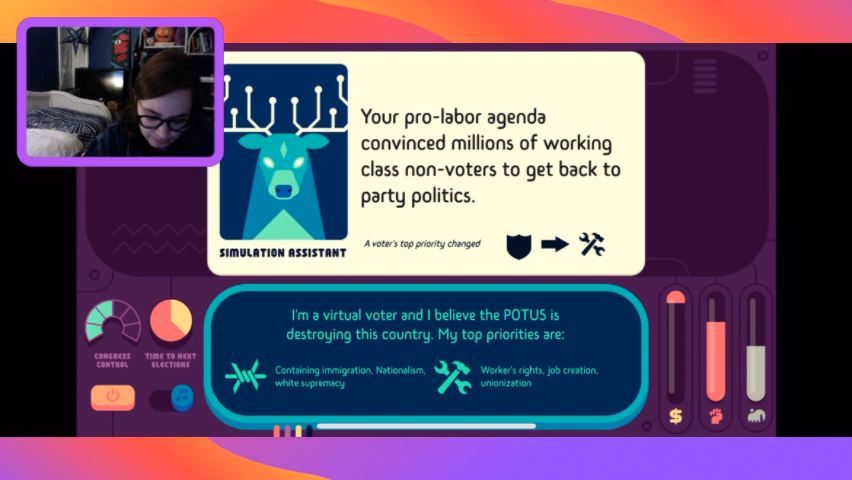 Your pro-labor agenda
convinced millions of working
class non-voters to get back to
party politics.
SIMULATION ASSISTANT
A voter's top priority changed
I'm a virtual voter and I believe the POTUS is
destroying this country. My top priorities are:
Containing immigration, Nationalism,
white supremacy
Worker's rights, job creation,
unionization
CONGRESS
CONTROL
TIME TO NEXT
ELECTIONS
$